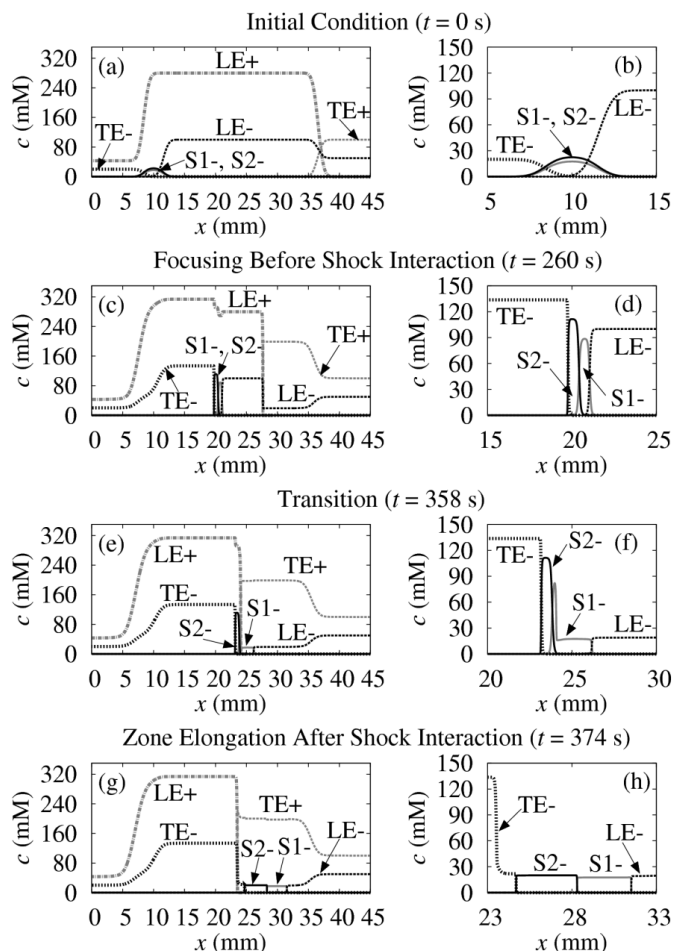 Initial Condition (t = 0 s)
(a)
LE+
TE+
TE-
LE-
S1-, S2-
c (mM)
320
240
160
80
0
0 5 10 15 20 25 30 35 40 45
x (mm)
(b)
S1-, S2-
LE-
TE-
c (mM)
150
120
90
60
30
0
5 10 15
x (mm)
Focusing Before Shock Interaction (t = 260 s)
(c)
LE+
S1-, S2-
TE+
TE-
LE-
c (mM)
320
240
160
80
0
0 5 10 15 20 25 30 35 40 45
x (mm)
(d)
TE-
LE-
S2-
S1-
c (mM)
150
120
90
60
30
0
15 20 25
x (mm)
Transition (t = 358 s)
(e)
LE+
TE+
TE-
S1-
S2-
LE-
c (mM)
320
240
160
80
0
0 5 10 15 20 25 30 35 40 45
x (mm)
(f)
S2-
TE-
S1-
LE-
c (mM)
150
120
90
60
30
0
20 25 30
x (mm)
Zone Elongation After Shock Interaction (t = 374 s)
(g)
LE+
TE+
TE-
LE-
S2-
S1-
c (mM)
320
240
160
80
0
0 5 10 15 20 25 30 35 40 45
x (mm)
(h)
TE-
LE-
S2-
S1-
c (mM)
150
120
90
60
30
0
23 28 33
x (mm)